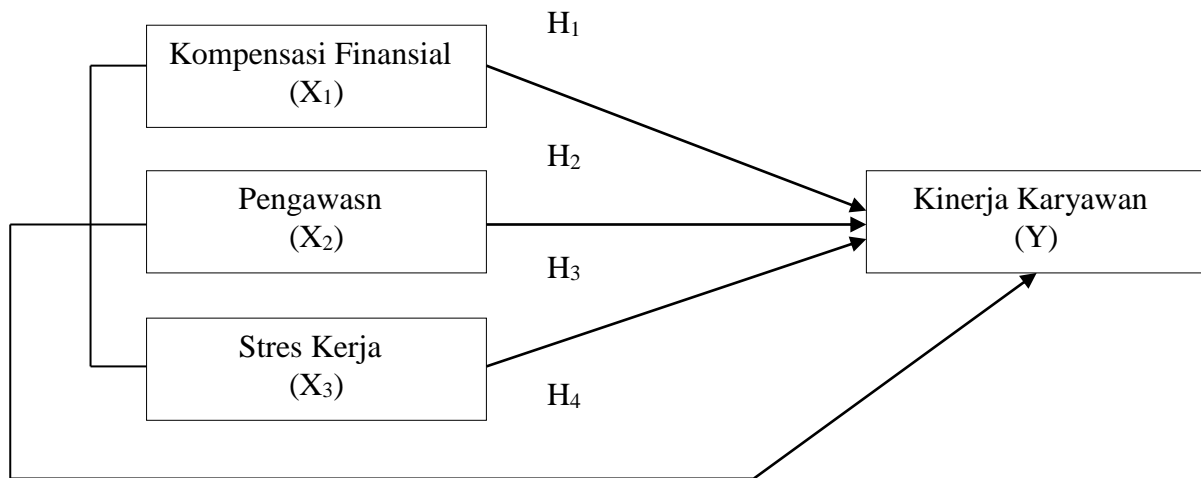 H₁
Kompensasi Finansial
(X₁)
H₂
Pengawasn
(X₂)
Kinerja Karyawan
(Y)
H₃
Stres Kerja
(X₃)
H₄